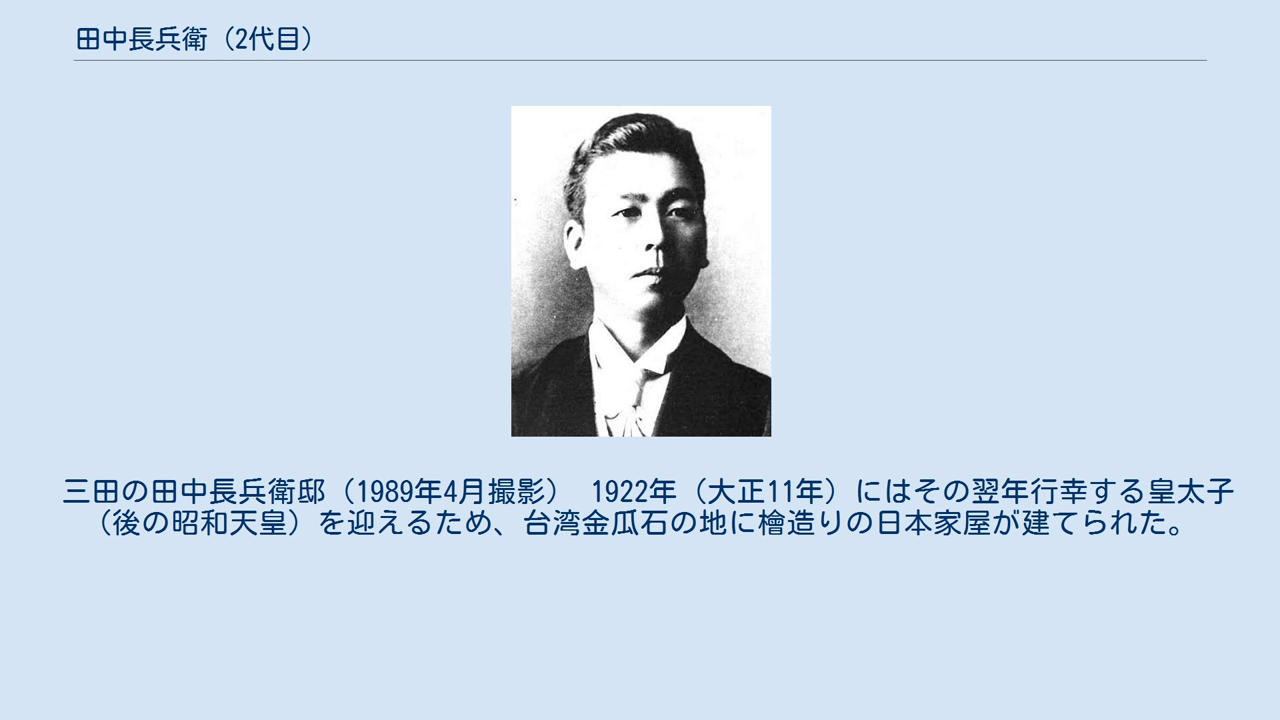 田中長兵衛（2代目）
三田の田中長兵衛邸（1989年4月撮影）　1922年（大正11年）にはその翌年行幸する皇太子
（後の昭和天皇）を迎えるため、台湾金瓜石の地に檜造りの日本家屋が建てられた。